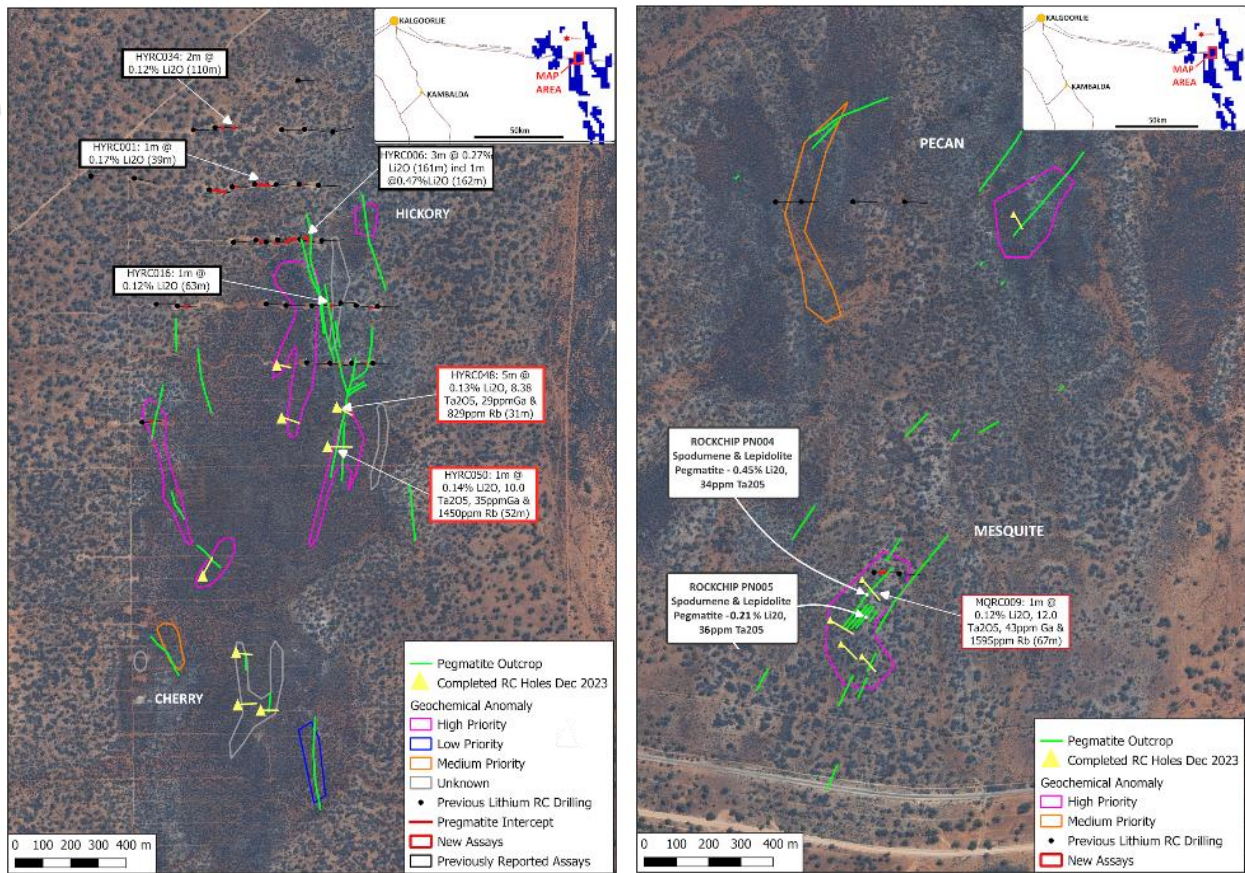 KALGOORLIE
KAMBALDA
MAP
AREA
50km
HYRC034: 2m @
0.12% Li2O (110m)
HYRC001: 1m @
0.17% Li2O (39m)
HYRC006: 3m @ 0.27%
Li2O (161m) incl 1m
@0.47%Li2O (162m)
HICKORY
HYRC016: 1m @
0.12% Li2O (63m)
HYRC048: 5m @
0.13% Li2O, 8.38
Ta2O5, 29ppmGa &
829ppm Rb (31m)
HYRC050: 1m @
0.14% Li2O, 10.0
Ta2O5, 35ppmGa &
1450ppm Rb (52m)
CHERRY
Pegmatite Outcrop
Completed RC Holes Dec 2023
Geochemical Anomaly
High Priority
Low Priority
Medium Priority
Unknown
Previous Lithium RC Drilling
Pregmatite Intercept
New Assays
Previously Reported Assays
0 100 200 300 400 m
KALGOORLIE
KAMBALDA
MAP
AREA
50km
PECAN
ROCKCHIP PN004
Spodumene & Lepidolite
Pegmatite - 0.45% Li20,
34ppm Ta205
MESQUITE
ROCKCHIP PN005
Spodumene & Lepidolite
Pegmatite -0.21% Li20,
36ppm Ta205
MQRC009: 1m @
0.12% Li2O, 12.0
Ta2O5, 43ppm Ga &
1595ppm Rb (67m)
Pegmatite Outcrop
Completed RC Holes Dec 2023
Geochemical Anomaly
High Priority
Medium Priority
Previous Lithium RC Drilling
New Assays
0 100 200 300 400 m